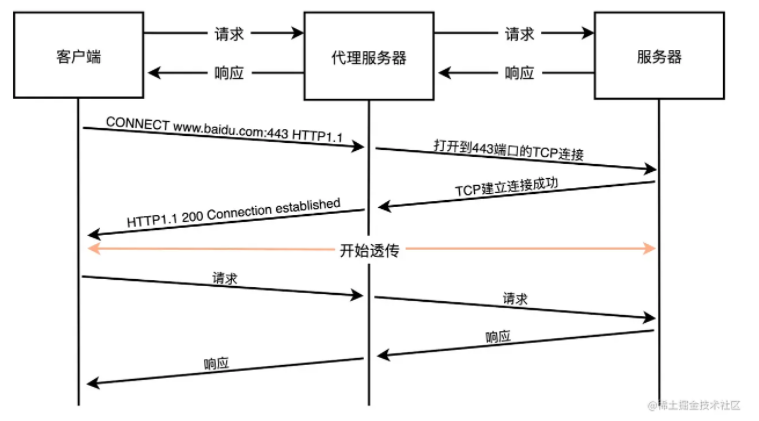 请求
请求
客户端
代理服务器
服务器
响应
响应
CONNECT www.baidu.com:443 HTTP1.1
打开到443端口的TCP连接
TCP建立连接成功
HTTP1.1 200 Connection established
开始透传
请求
请求
响应
响应
@稀土掘金技术社区